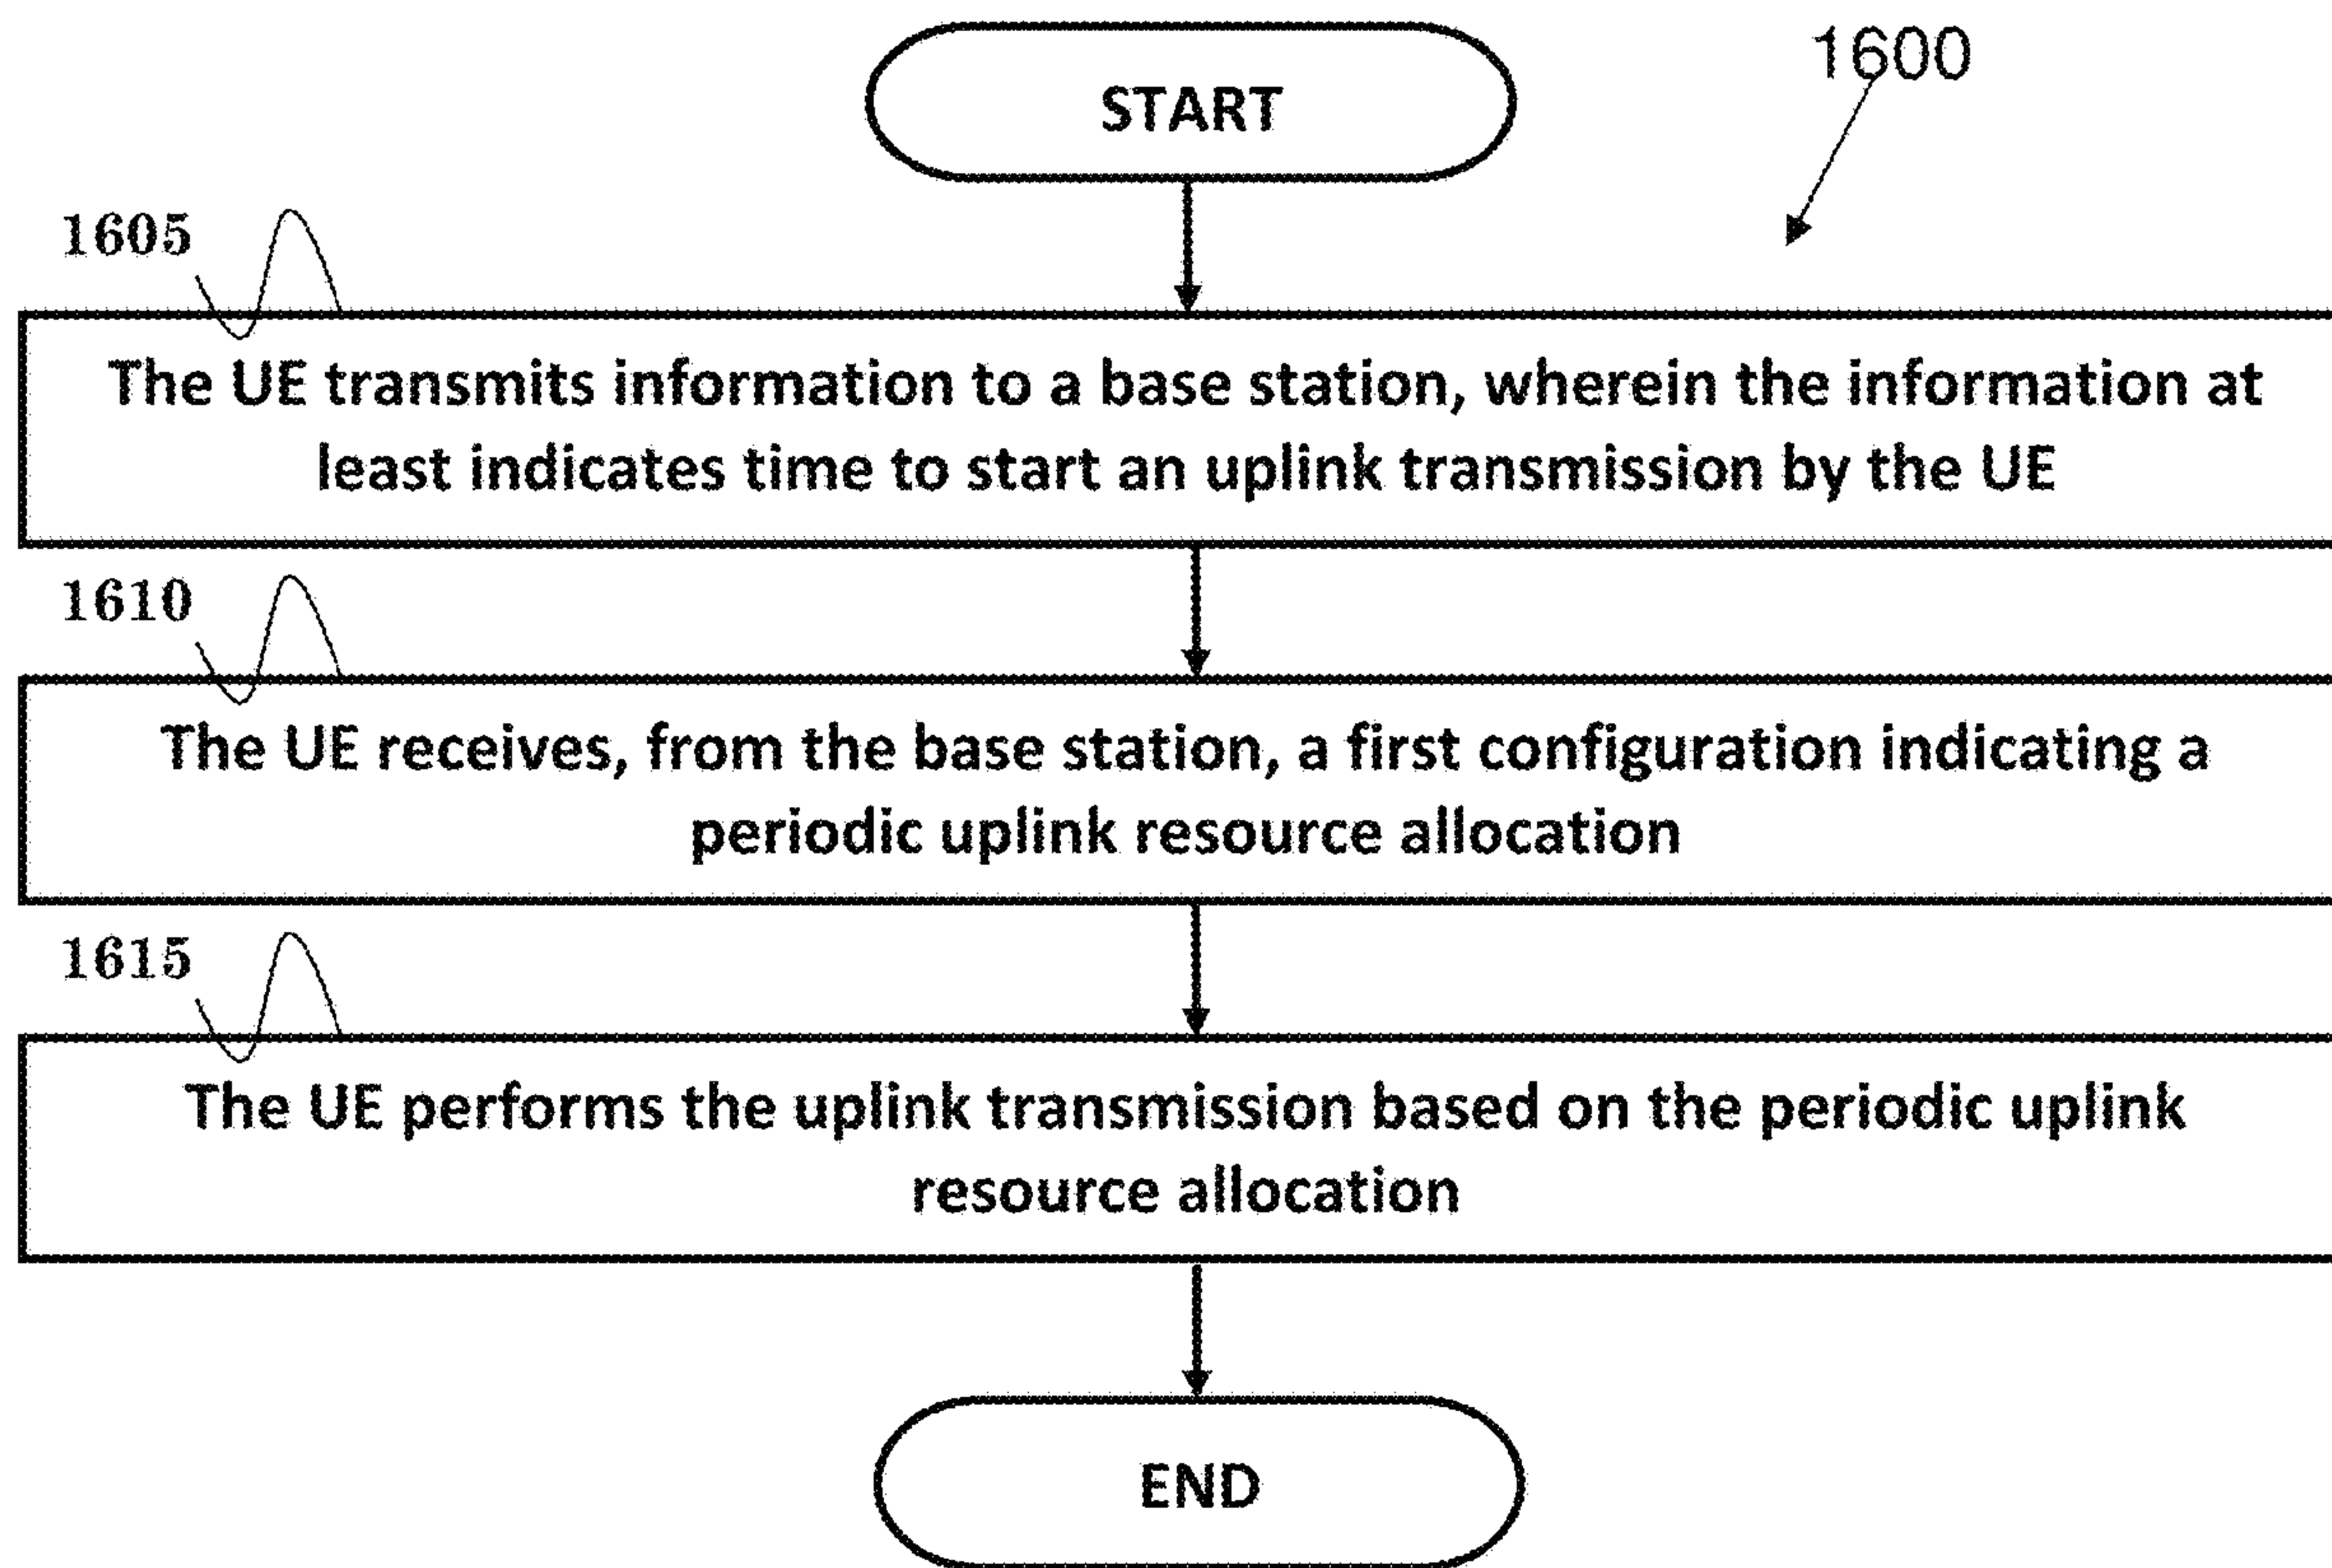 START
1600
1605
The UE transmits information to a base station, wherein the information at
least indicates time to start an uplink transmission by the UE
1610
The UE receives, from the base station, a first configuration indicating a
periodic uplink resource allocation
1615
The UE performs the uplink transmission based on the periodic uplink
resource allocation
END